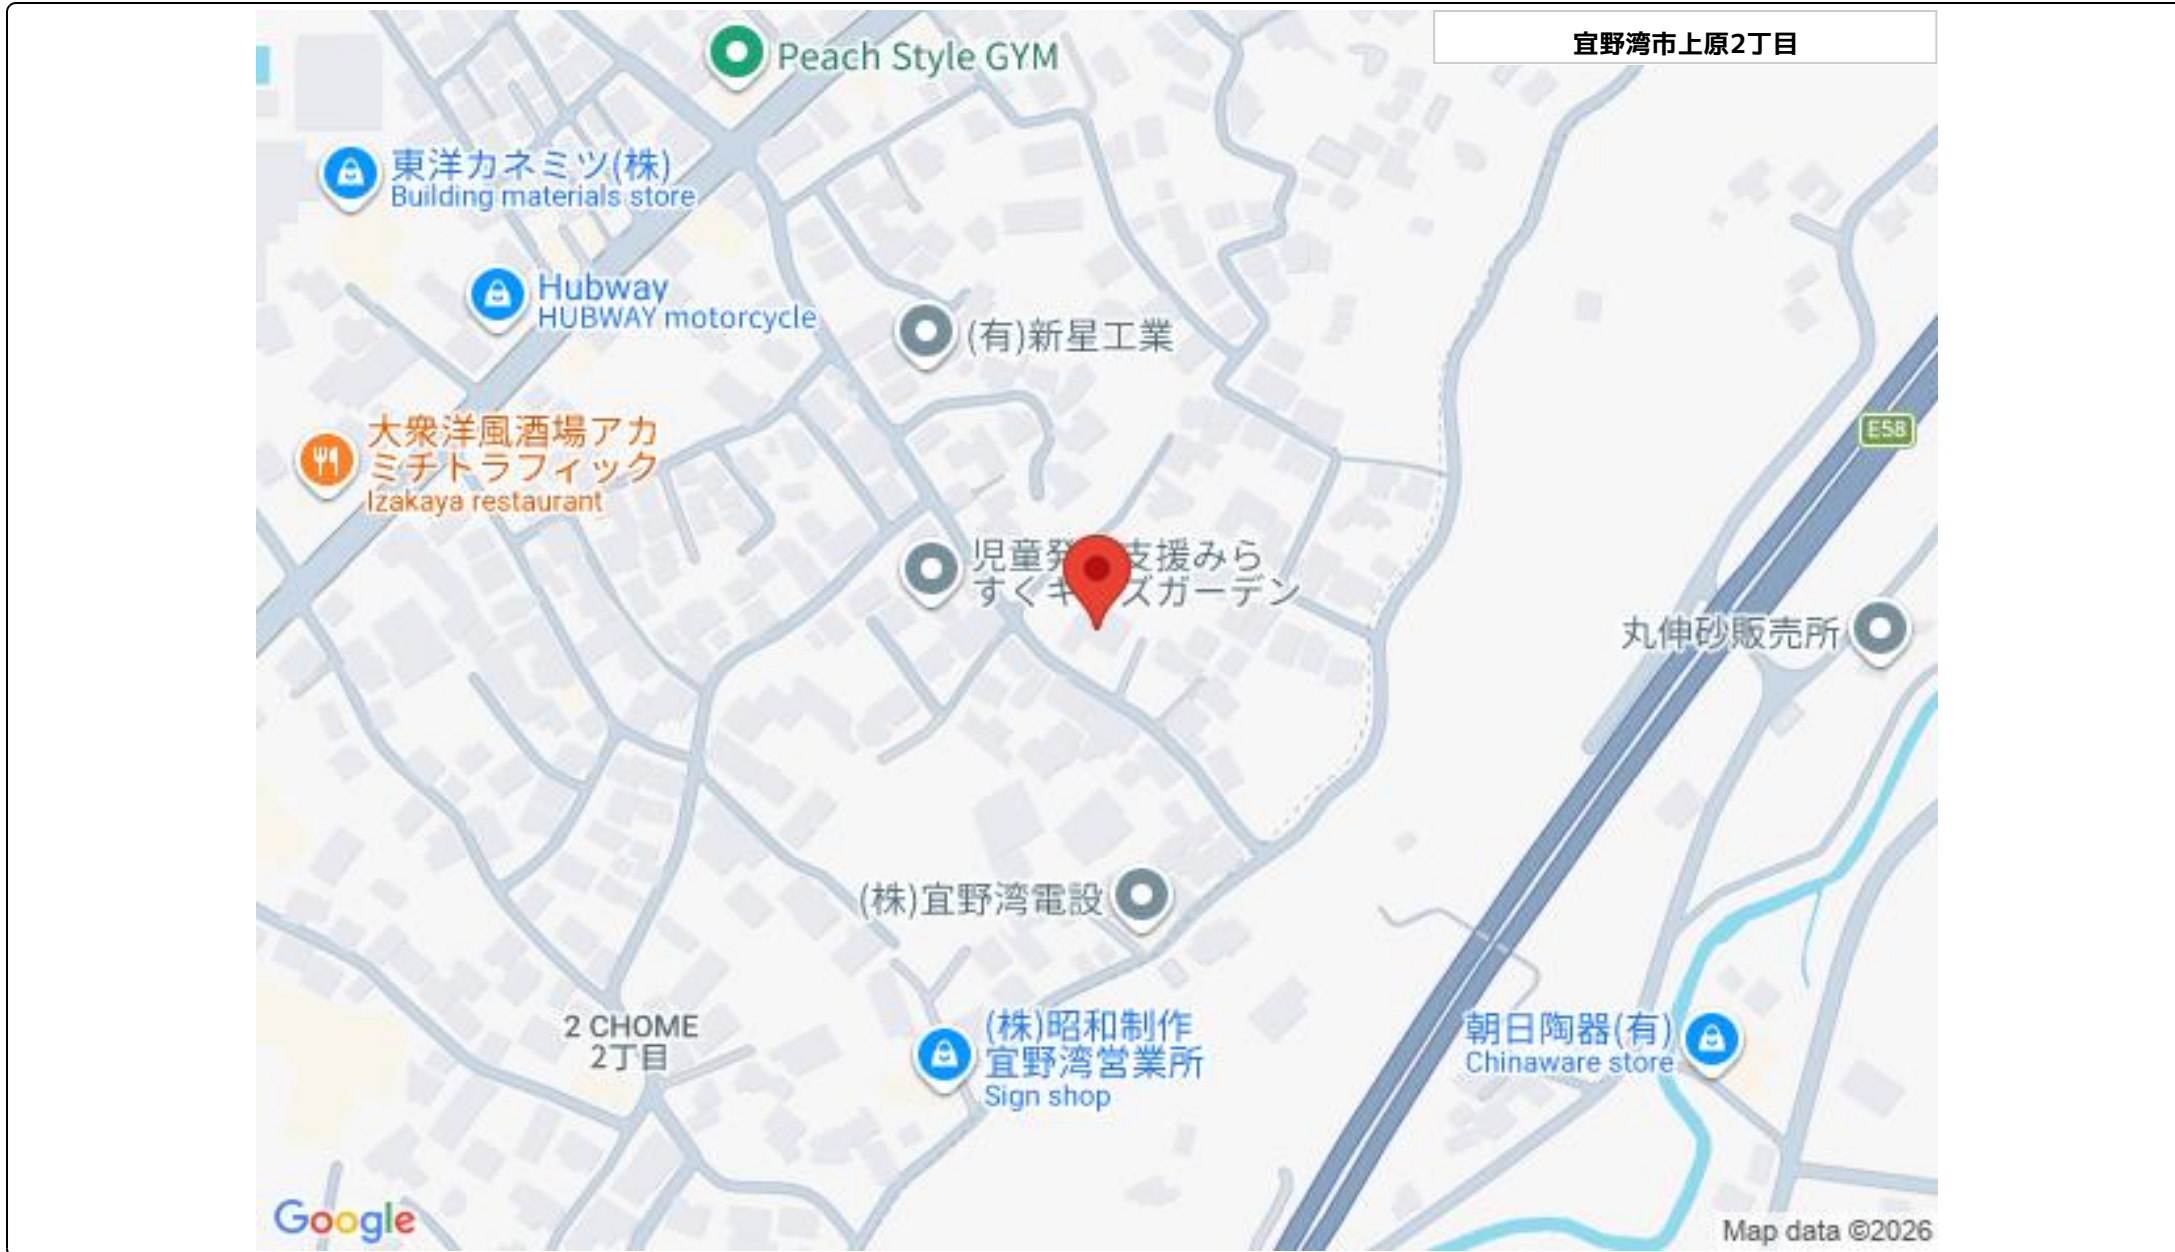 宜野湾市上原2丁目
Peach Style GYM
東洋カネミツ(株)
Building materials store
Hubway
HUBWAY motorcycle
(有)新星工業
大衆洋風酒場アカ
ミチトラフィック
Izakaya restaurant
E58
児童発 支援みら
すくキ ズガーデン
丸伸砂販売所
(株)宜野湾電設
2 CHOME
2丁目
(株)昭和制作
宜野湾営業所
Sign shop
朝日陶器(有)
Chinaware store
Google
Map data ©2026